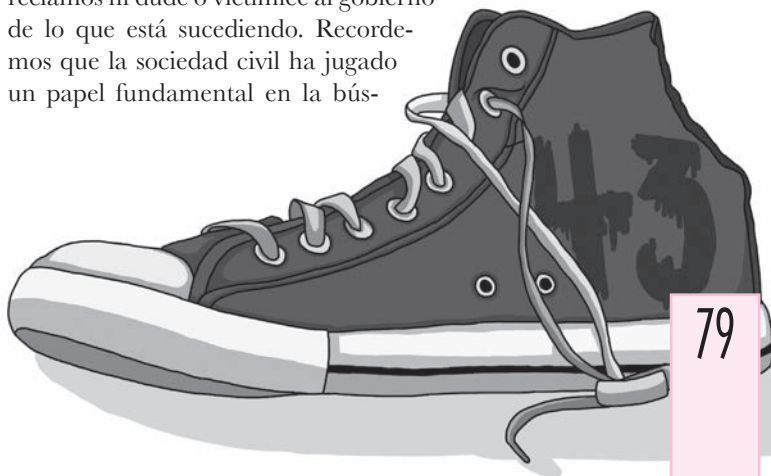 reclamos ni dude o victimice al gobierno
de lo que está sucediendo. Recorde-
mos que la sociedad civil ha jugado
un papel fundamental en la bús-
43
79